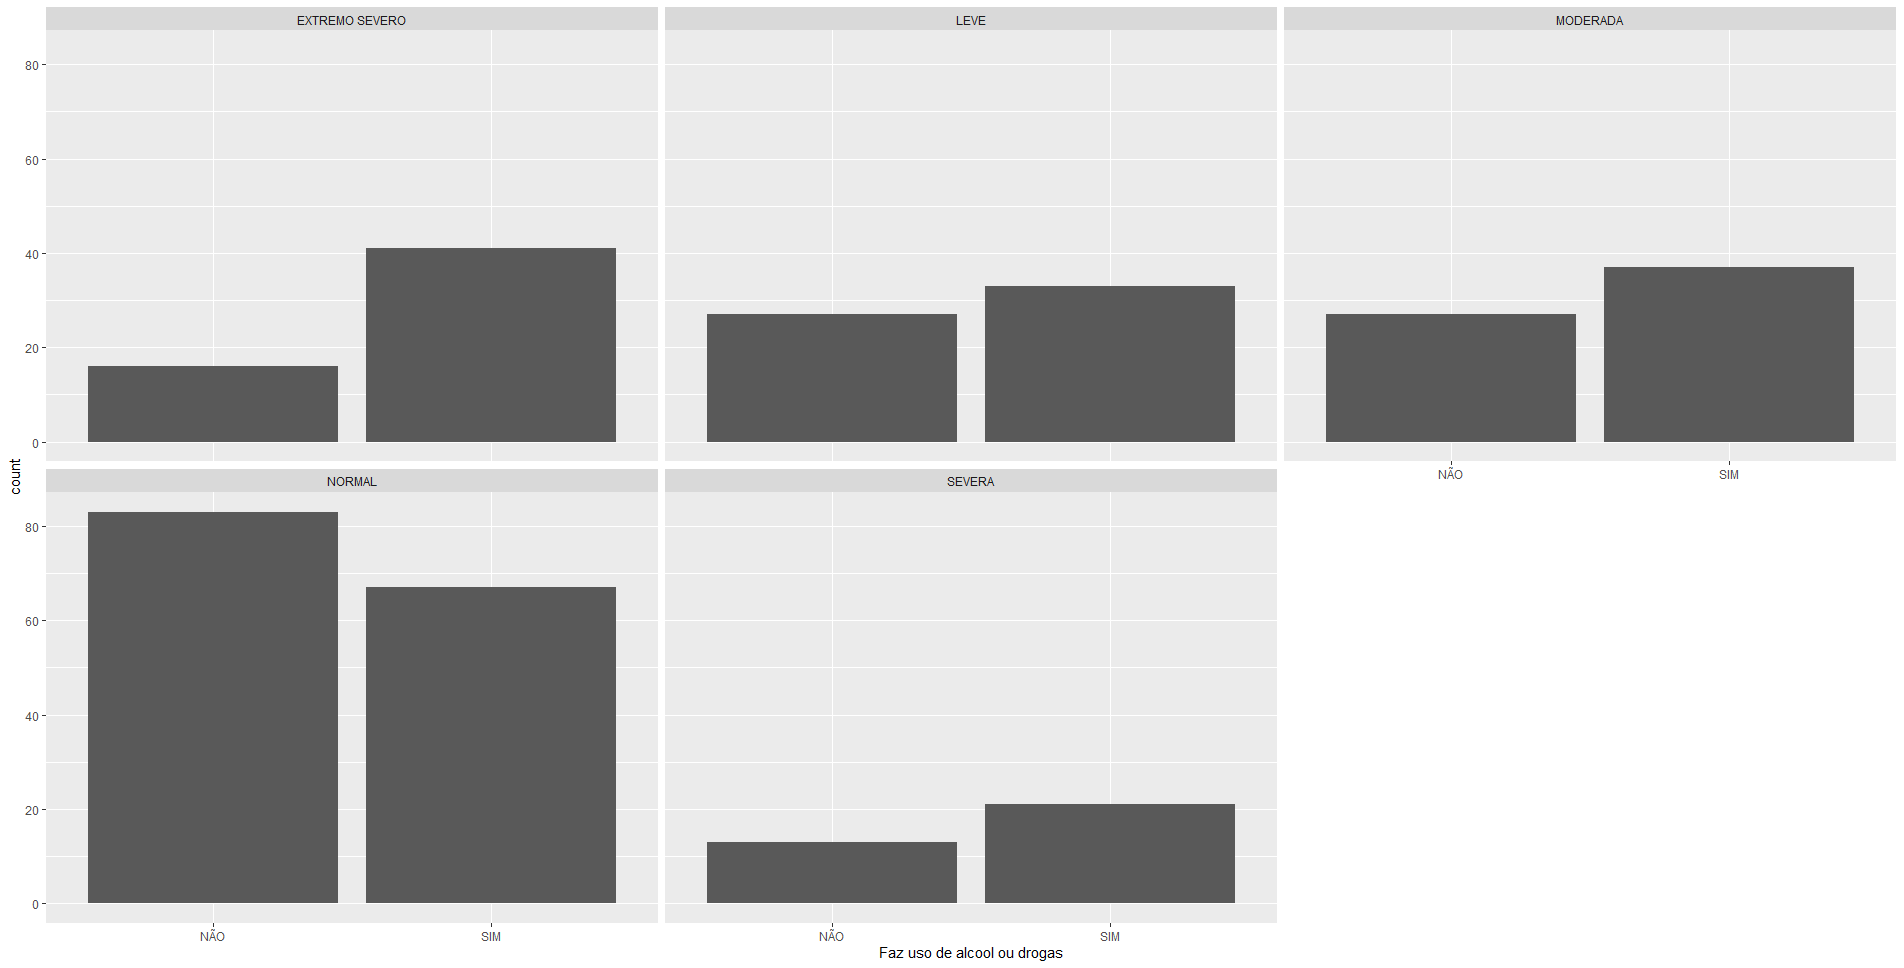 EXTREMO SEVERO
LEVE
MODERADA
80
60
40
20
0
NÃO
SIM
count
NORMAL
SEVERA
80
60
40
20
0
NÃO
SIM
NÃO
SIM
Faz uso de alcool ou drogas